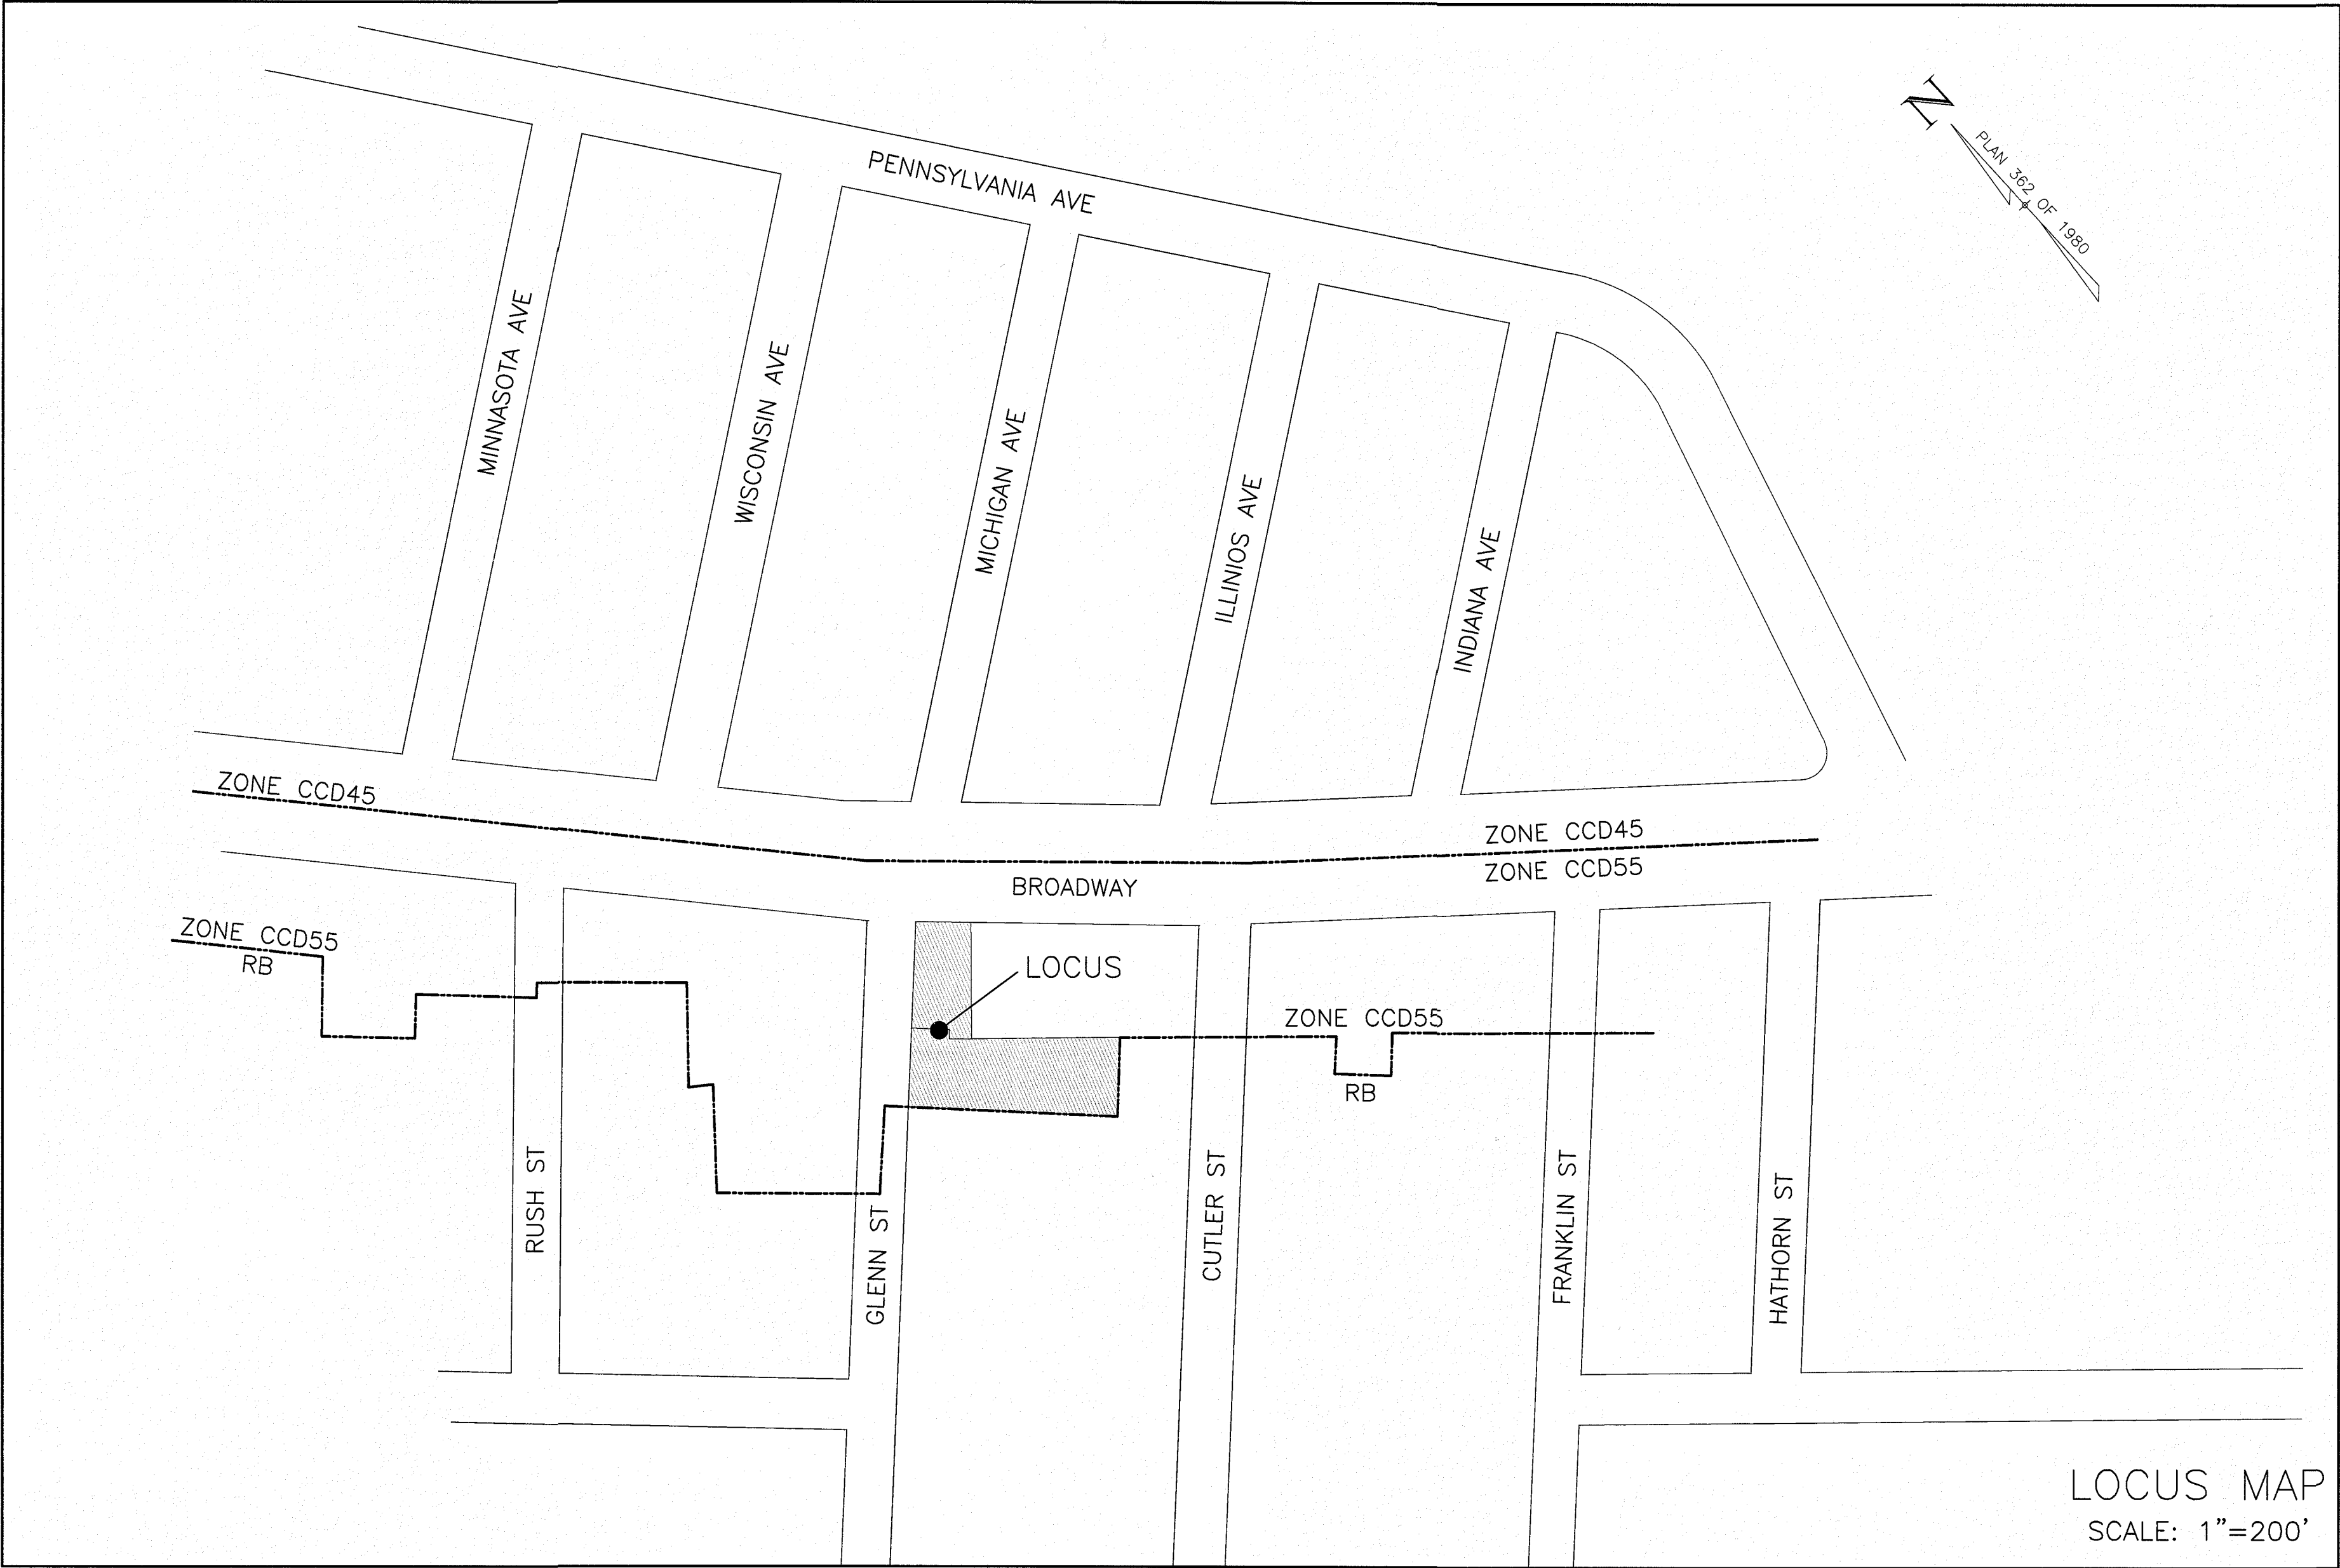 N
PLAN 362 OF 1980
PENNSYLVANIA AVE
MINNASOTA AVE
WISCONSIN AVE
MICHIGAN AVE
ILLINIOS AVE
INDIANA AVE
ZONE CCD45
ZONE CCD45
ZONE CCD55
BROADWAY
ZONE CCD55
RB
LOCUS
ZONE CCD55
RB
RUSH ST
GLENN ST
CUTLER ST
FRANKLIN ST
HATHORN ST
LOCUS MAP
SCALE: 1"=200'